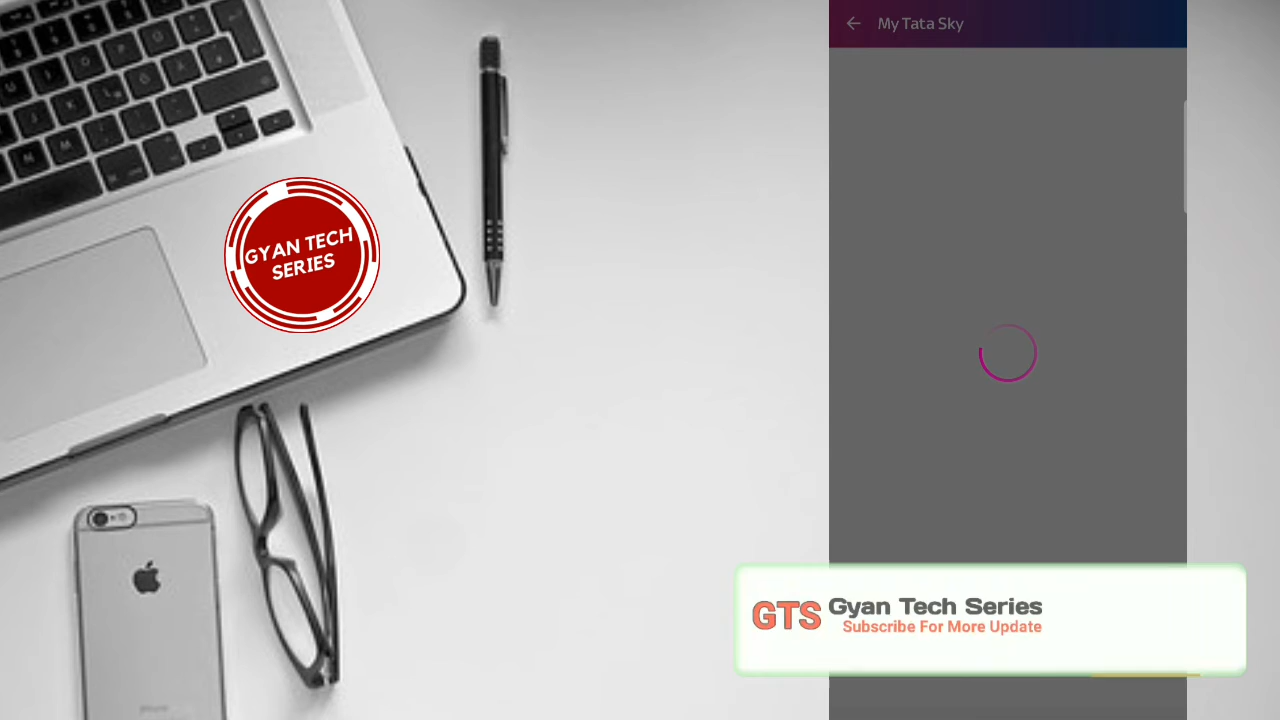 GYAN TECH
SERIES
My Tata Sky
GTS
Gyan Tech Series
Subscribe For More Update